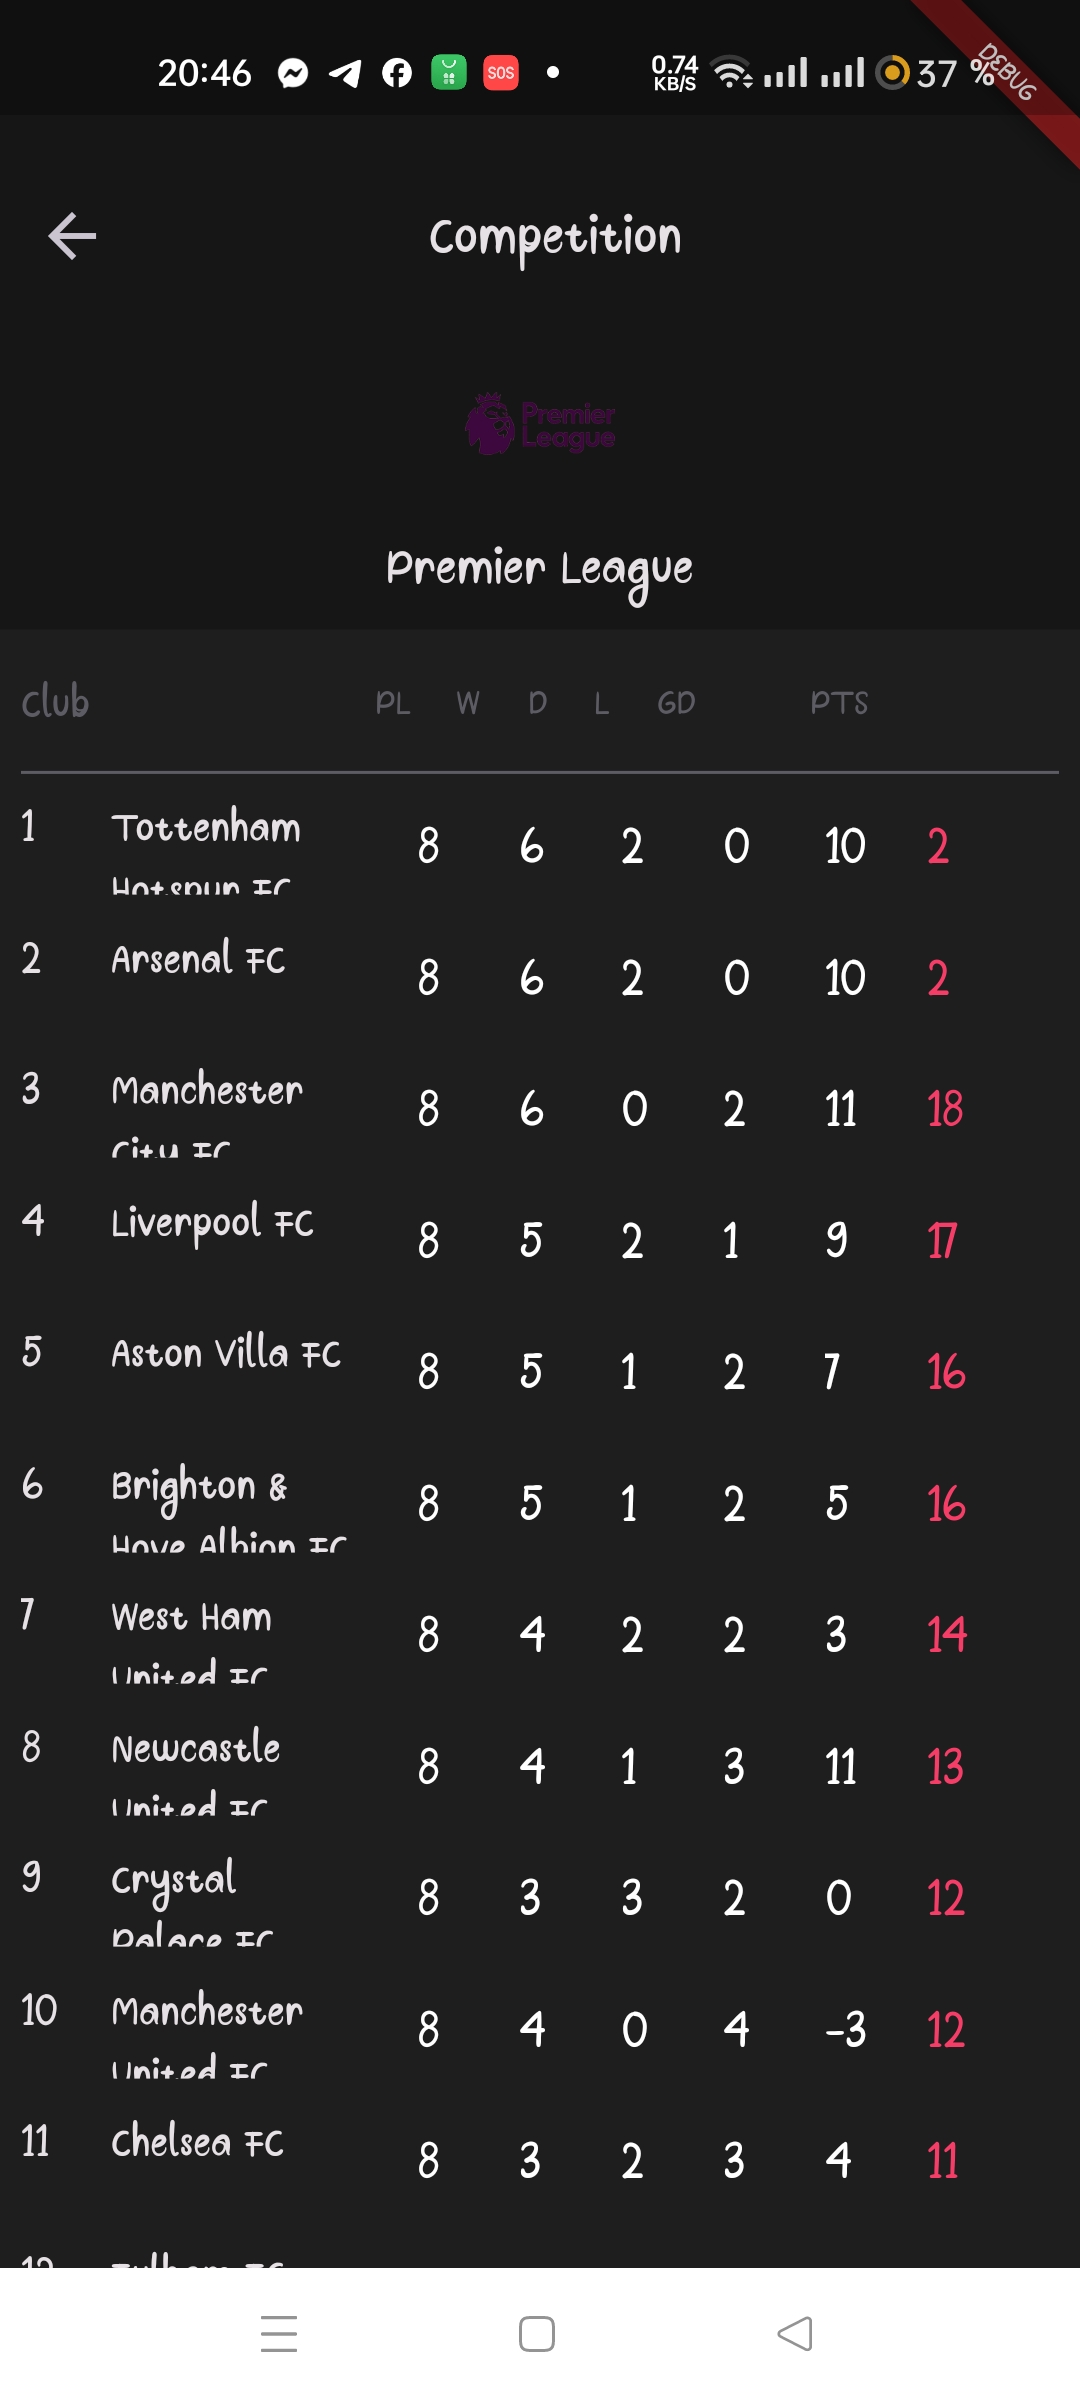 20:46 SOS 0.74 KB/S 37 %
DEBUG
Competition
Premier League
Premier League
Club PL W D L GD PTS
1 Tottenham Hotspur FC 8 6 2 0 10 2
2 Arsenal FC 8 6 2 0 10 2
3 Manchester City FC 8 6 0 2 11 18
4 Liverpool FC 8 5 2 1 9 17
5 Aston Villa FC 8 5 1 2 7 16
6 Brighton & Hove Albion FC 8 5 1 2 5 16
7 West Ham United FC 8 4 2 2 3 14
8 Newcastle United FC 8 4 1 3 11 13
9 Crystal Palace FC 8 3 3 2 0 12
10 Manchester United FC 8 4 0 4 -3 12
11 Chelsea FC 8 3 2 3 4 11
12 Fulham FC